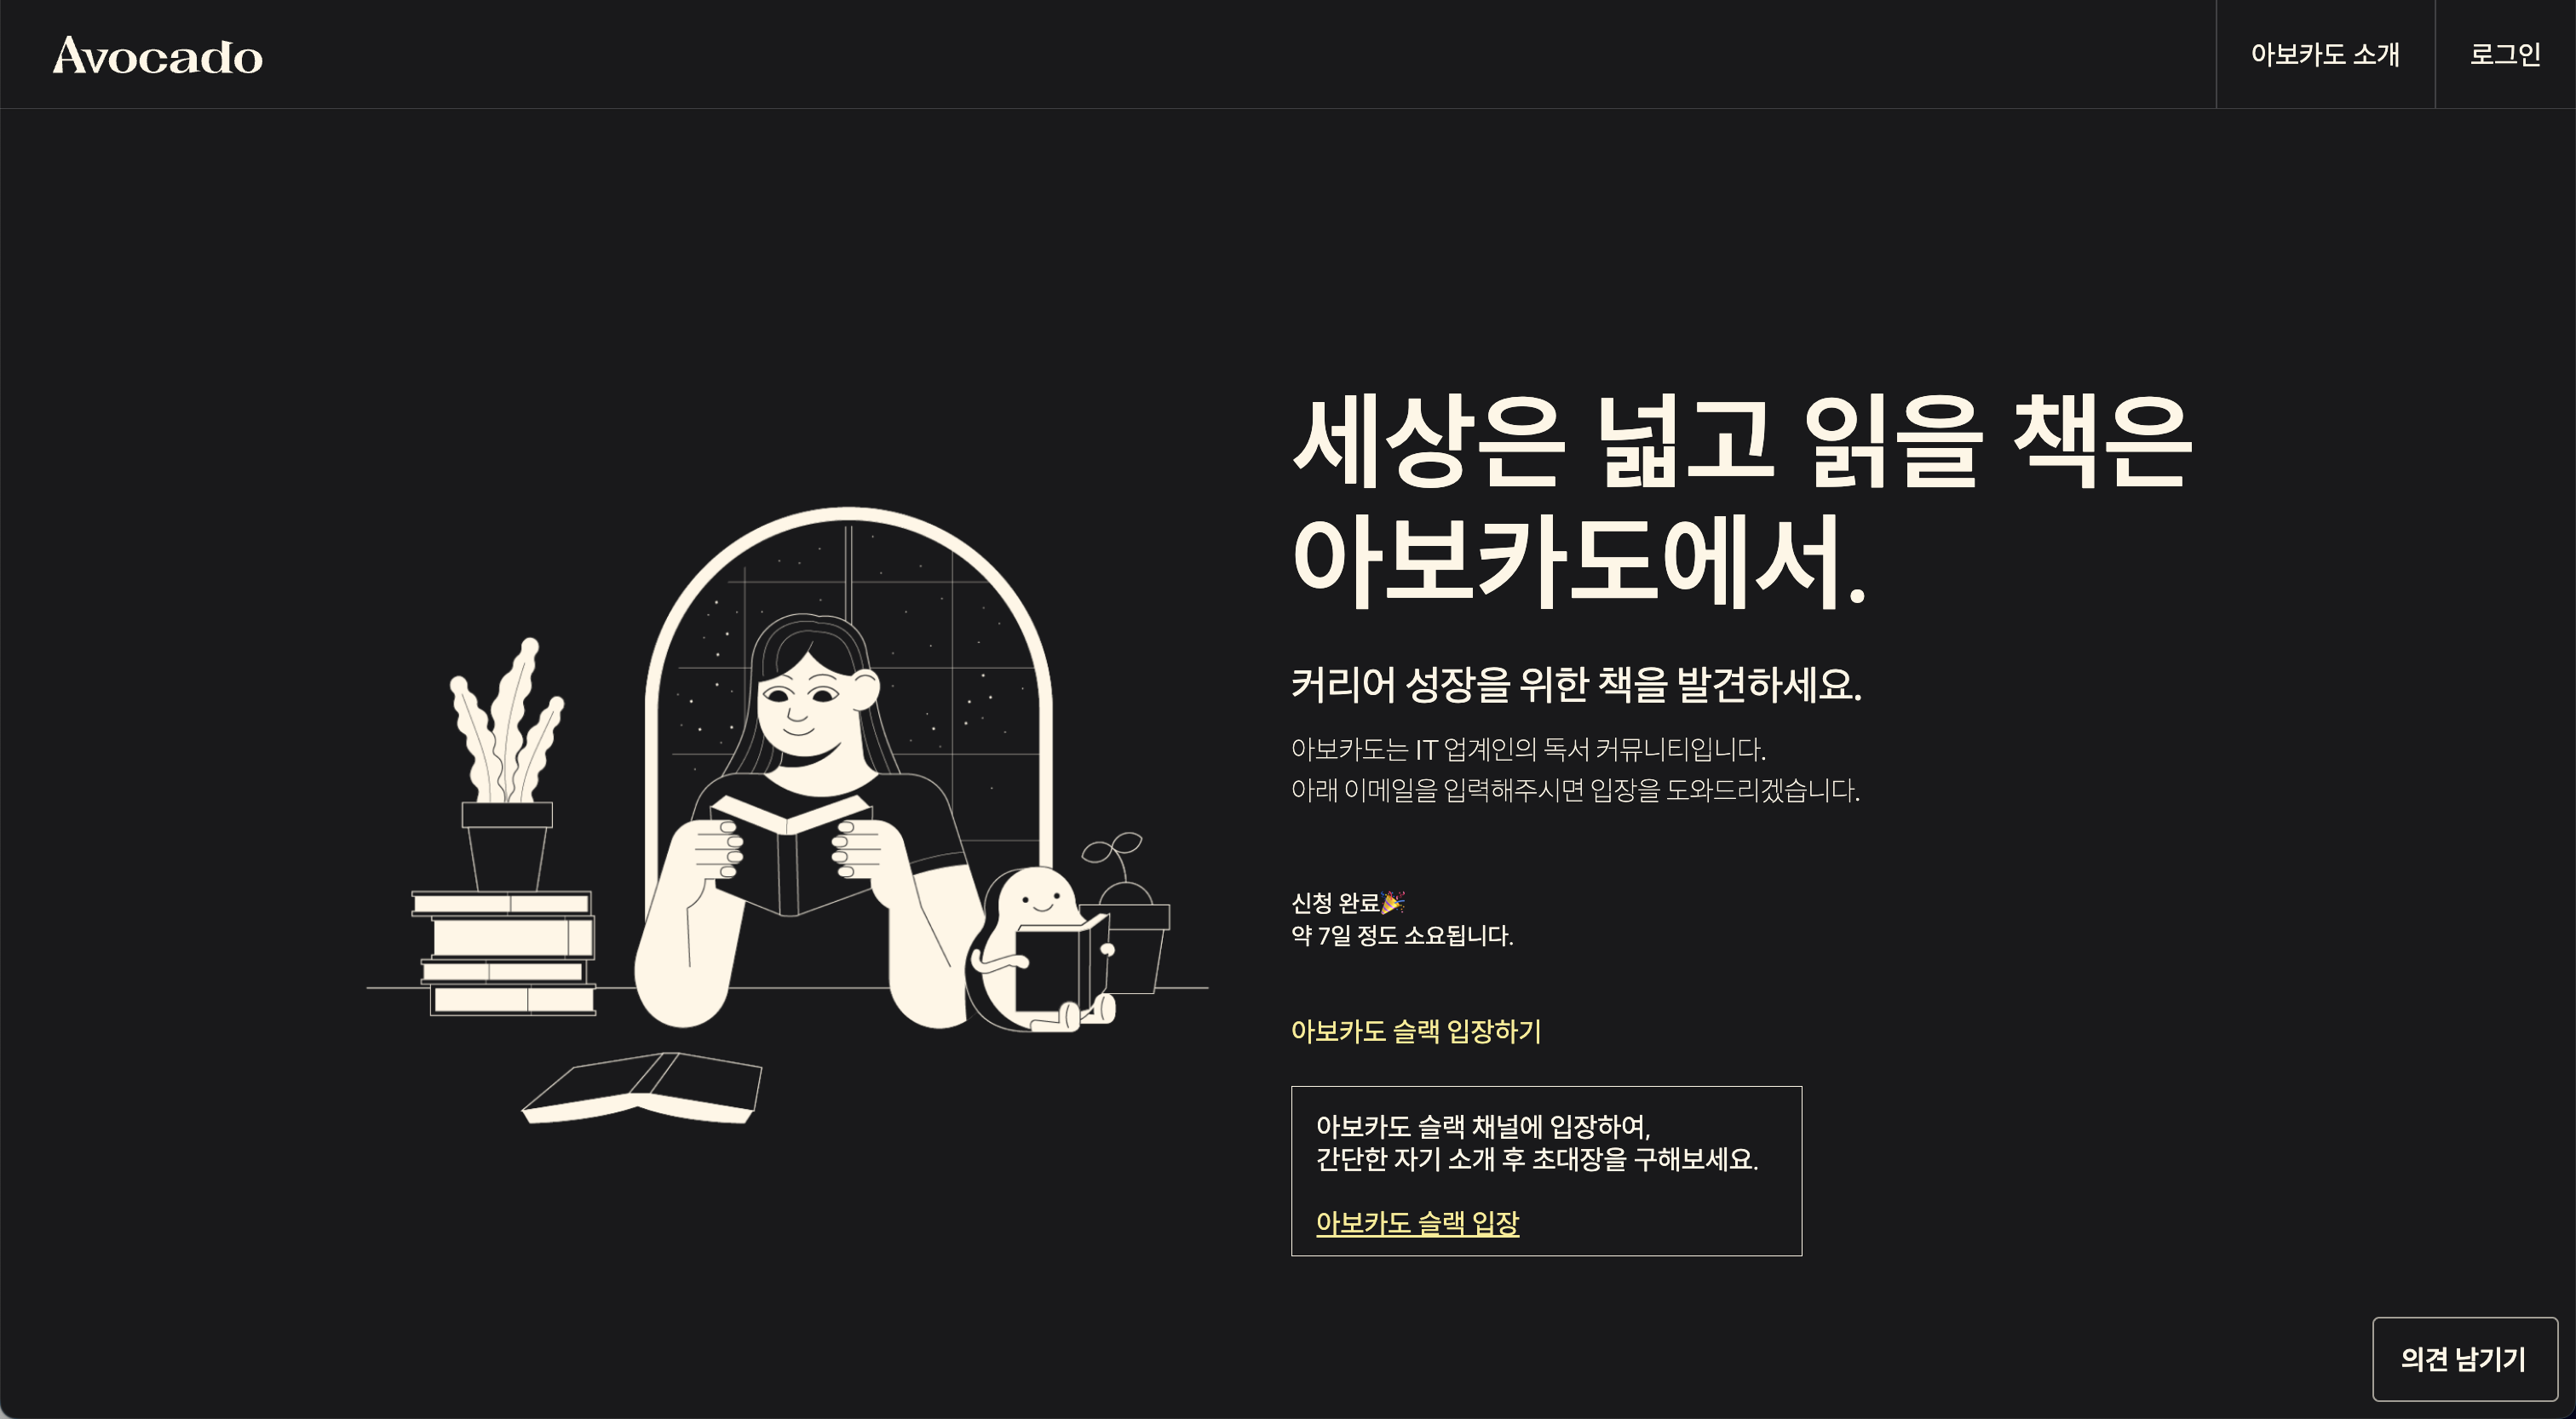 Avocado
아보카도 소개
로그인
세상은 넓고 읽을 책은
아보카도에서.
커리어 성장을 위한 책을 발견하세요.
아보카도는 IT 업계인의 독서 커뮤니티입니다.
아래 이메일을 입력해주시면 입장을 도와드리겠습니다.
신청 완료🎉
약 7일 정도 소요됩니다.
아보카도 슬랙 입장하기
아보카도 슬랙 채널에 입장하여,
간단한 자기 소개 후 초대장을 구해보세요.
아보카도 슬랙 입장
의견 남기기